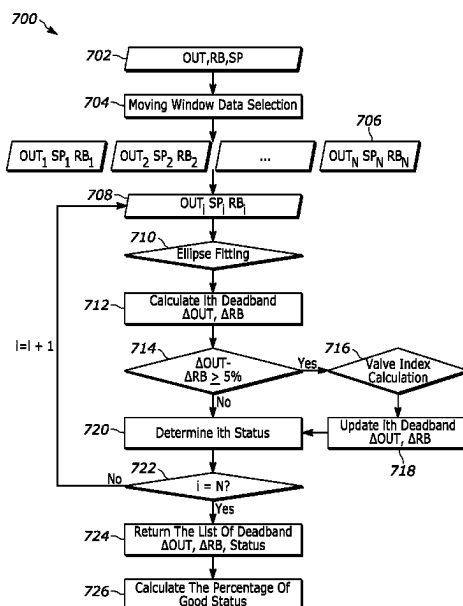 700
702
OUT,RB,SP
704
Moving Window Data Selection
706
OUT₁ SP₁ RB₁
OUT₂ SP₂ RB₂
...
OUT_N SP_N RB_N
708
OUTᵢ SPᵢ RBᵢ
710
Ellipse Fitting
712
Calculate ith Deadband
ΔOUT, ΔRB
i=i + 1
714
ΔOUT-
ΔRB ≥ 5%
Yes
716
Valve Index
Calculation
No
720
Determine ith Status
Update ith Deadband
ΔOUT, ΔRB
718
722
No
i = N?
Yes
724
Return The List Of Deadband
ΔOUT, ΔRB, Status
726
Calculate The Percentage Of
Good Status